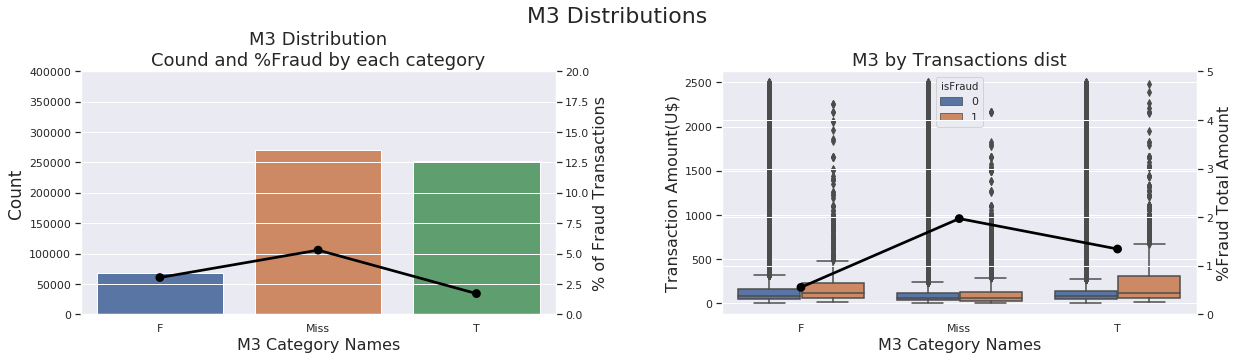 M3 Distributions
M3 Distribution
Cound and %Fraud by each category
400000
350000
300000
250000
200000
150000
100000
50000
0
Count
20.0
17.5
15.0
12.5
10.0
7.5
5.0
2.5
0.0
% of Fraud Transactions
F Miss T
M3 Category Names
M3 by Transactions dist
2500
2000
1500
1000
500
0
Transaction Amount(U$)
isFraud
0
1
5
4
3
2
1
0
%Fraud Total Amount
F Miss T
M3 Category Names